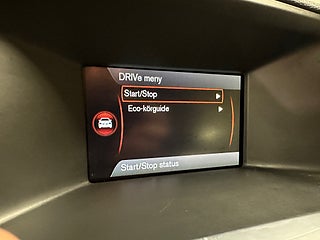 DRIVe meny
Start/Stop
Eco-körguide
Start/Stop status